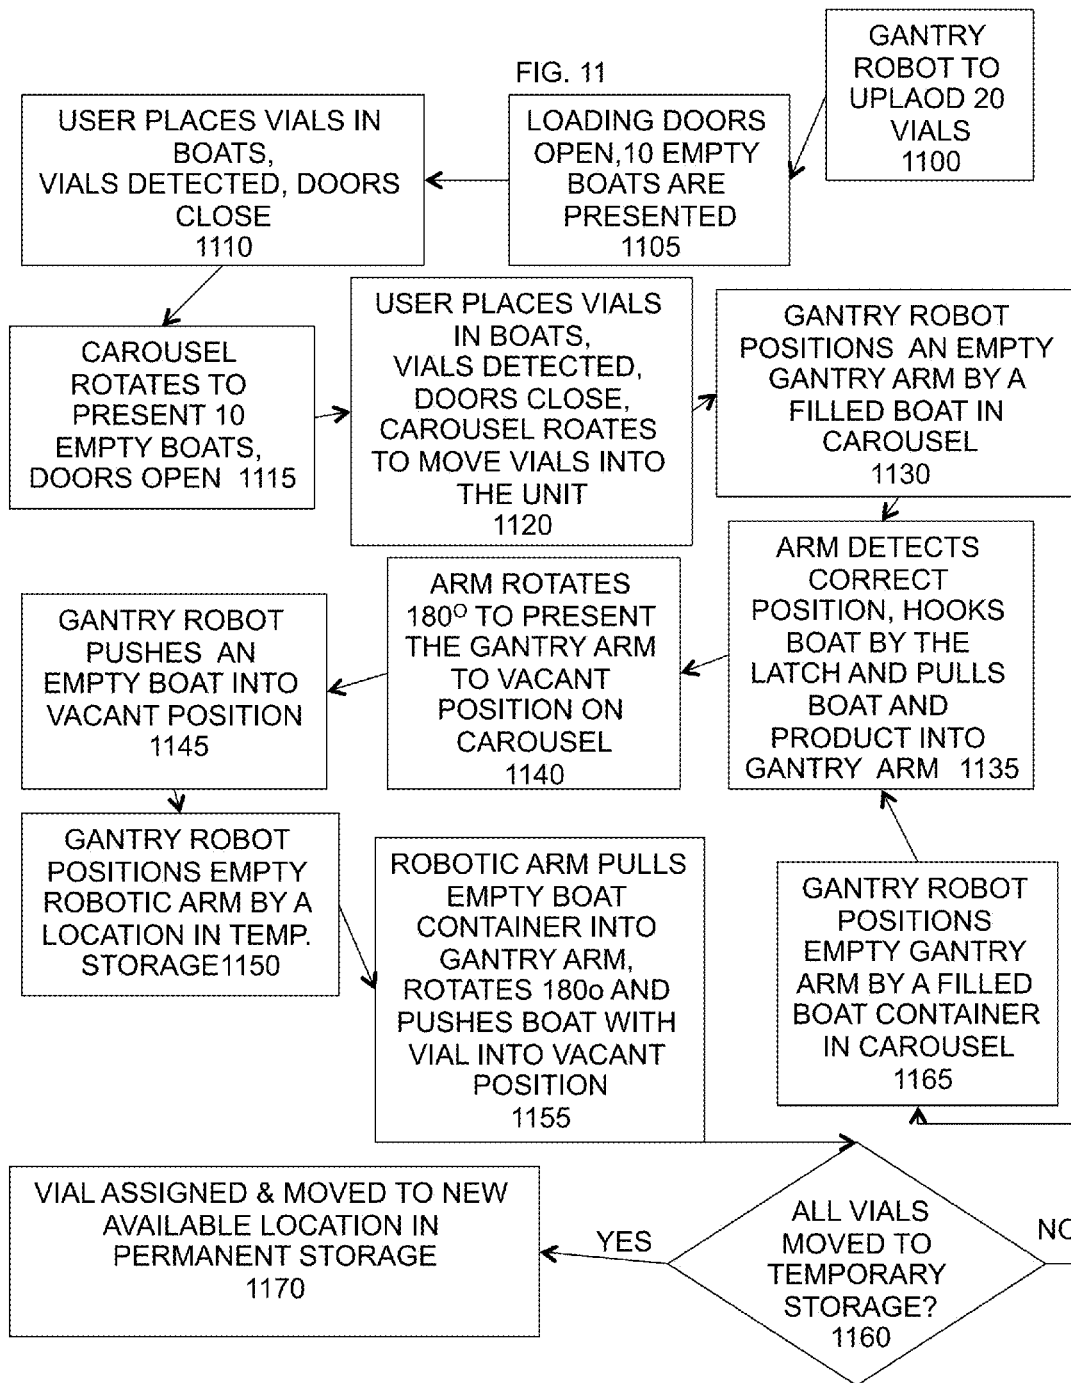 FIG. 11
GANTRY
ROBOT TO
UPLAOD 20
VIALS
1100
LOADING DOORS
OPEN,10 EMPTY
BOATS ARE
PRESENTED
1105
USER PLACES VIALS IN
BOATS,
VIALS DETECTED, DOORS
CLOSE
1110
CAROUSEL
ROTATES TO
PRESENT 10
EMPTY BOATS,
DOORS OPEN 1115
USER PLACES VIALS
IN BOATS,
VIALS DETECTED,
DOORS CLOSE,
CAROUSEL ROATES
TO MOVE VIALS INTO
THE UNIT
1120
GANTRY ROBOT
POSITIONS AN EMPTY
GANTRY ARM BY A
FILLED BOAT IN
CAROUSEL
1130
ARM DETECTS
CORRECT
POSITION, HOOKS
BOAT BY THE
LATCH AND PULLS
BOAT AND
PRODUCT INTO
GANTRY ARM 1135
ARM ROTATES
180O TO PRESENT
THE GANTRY ARM
TO VACANT
POSITION ON
CAROUSEL
1140
GANTRY ROBOT
PUSHES AN
EMPTY BOAT INTO
VACANT POSITION
1145
GANTRY ROBOT
POSITIONS EMPTY
ROBOTIC ARM BY A
LOCATION IN TEMP.
STORAGE1150
ROBOTIC ARM PULLS
EMPTY BOAT
CONTAINER INTO
GANTRY ARM,
ROTATES 180o AND
PUSHES BOAT WITH
VIAL INTO VACANT
POSITION
1155
ALL VIALS
MOVED TO
TEMPORARY
STORAGE?
1160
NO
GANTRY ROBOT
POSITIONS
EMPTY GANTRY
ARM BY A FILLED
BOAT CONTAINER
IN CAROUSEL
1165
YES
VIAL ASSIGNED & MOVED TO NEW
AVAILABLE LOCATION IN
PERMANENT STORAGE
1170